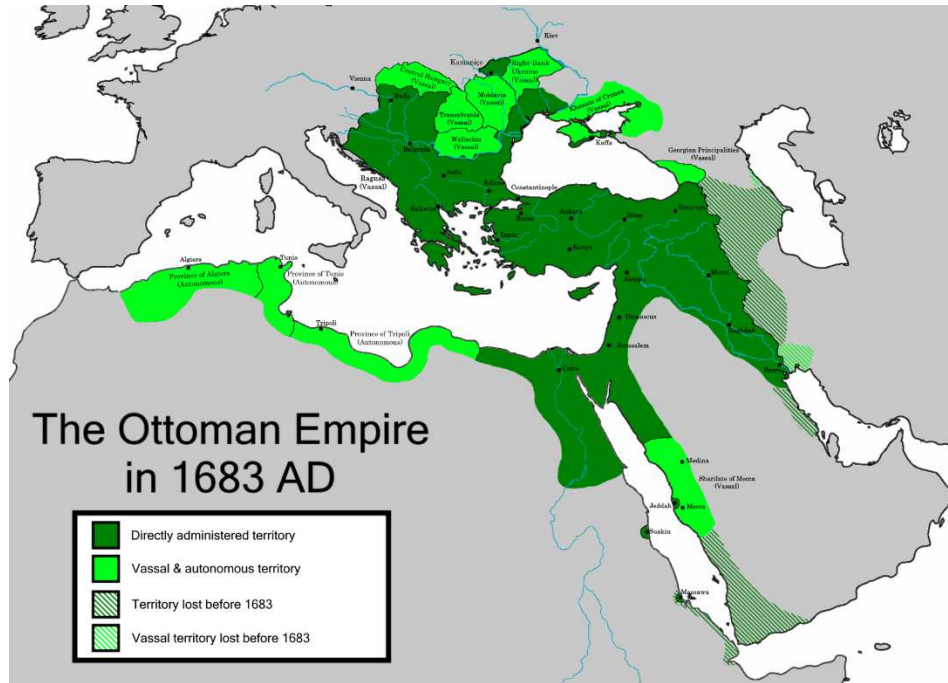 Kiev
Kamaniçe
Right-Bank
Ukraine
(Vassal)
Vienna
Central Hungary
(Vassal)
Buda
Moldavia
(Vassal)
Transylvania
(Vassal)
Khanate of Crimea
(Vassal)
Wallachia
(Vassal)
Kaffa
Belgrade
Georgian Principalities
(Vassal)
Ragusa
(Vassal)
Sofia
Edirne
Constantinople
Salonica
Bursa
Ankara
Sivas
Erzurum
Izmir
Konya
Algiers
Tunis
Province of Algiers
(Autonomous)
Province of Tunis
(Autonomous)
Aleppo
Mosul
Tripoli
Province of Tripoli
(Autonomous)
Damascus
Baghdad
Jerusalem
Cairo
Basra
The Ottoman Empire
in 1683 AD
Medina
Sharifate of Mecca
(Vassal)
Jeddah
Mecca
Suakin
Massawa
Directly administered territory
Vassal & autonomous territory
Territory lost before 1683
Vassal territory lost before 1683